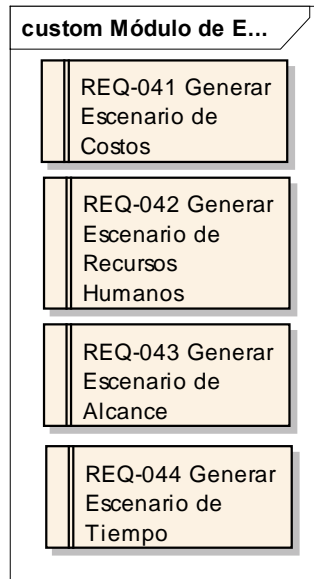 custom Módulo de E...
REQ-041 Generar
Escenario de
Costos
REQ-042 Generar
Escenario de
Recursos
Humanos
REQ-043 Generar
Escenario de
Alcance
REQ-044 Generar
Escenario de
Tiempo